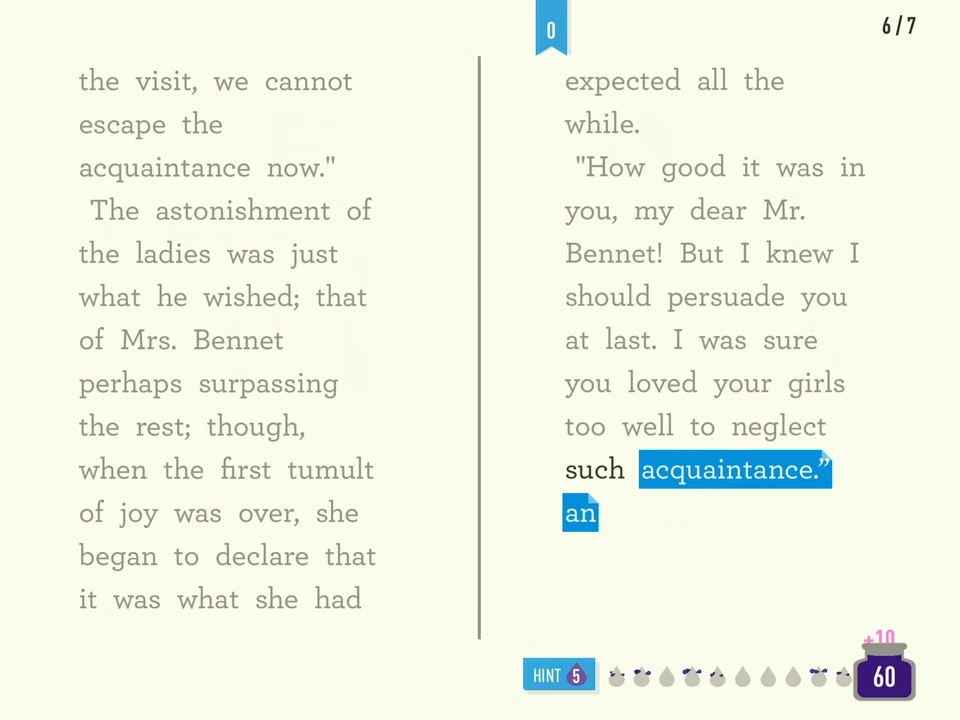 0
6/7
the visit, we cannot
escape the
acquaintance now."
The astonishment of
the ladies was just
what he wished; that
of Mrs. Bennet
perhaps surpassing
the rest; though,
when the first tumult
of joy was over, she
began to declare that
it was what she had
expected all the
while.
"How good it was in
you, my dear Mr.
Bennet! But I knew I
should persuade you
at last. I was sure
you loved your girls
too well to neglect
such acquaintance.”
an
+10
HINT 5
60